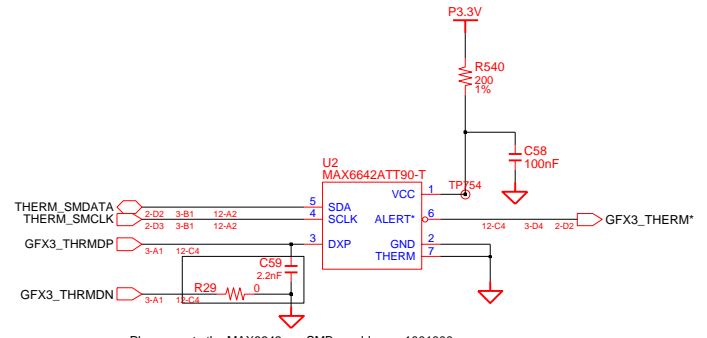 P3.3V
R540
200
1%
C58
100nF
U2
MAX6642ATT90-T
TP754
VCC 1
THERM_SMDATA 2-D2 3-B1 12-A2 5 SDA
THERM_SMCLK 2-D3 3-B1 12-A2 4 SCLK
ALERT* 6 12-C4 3-D4 2-D2 GFX3_THERM*
GFX3_THRMDP 3-A1 12-C4 3 DXP
GND 2
THERM 7
C59
2.2nF
R29 0
GFX3_THRMDN 3-A1 12-C4